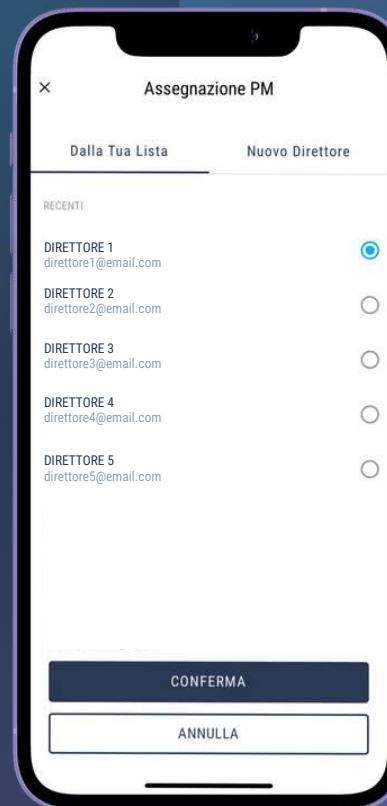 Assegnazione PM
Dalla Tua Lista
Nuovo Direttore
RECENTI
DIRETTORE 1
direttore1@email.com
DIRETTORE 2
direttore2@email.com
DIRETTORE 3
direttore3@email.com
DIRETTORE 4
direttore4@email.com
DIRETTORE 5
direttore5@email.com
CONFERMA
ANNULLA